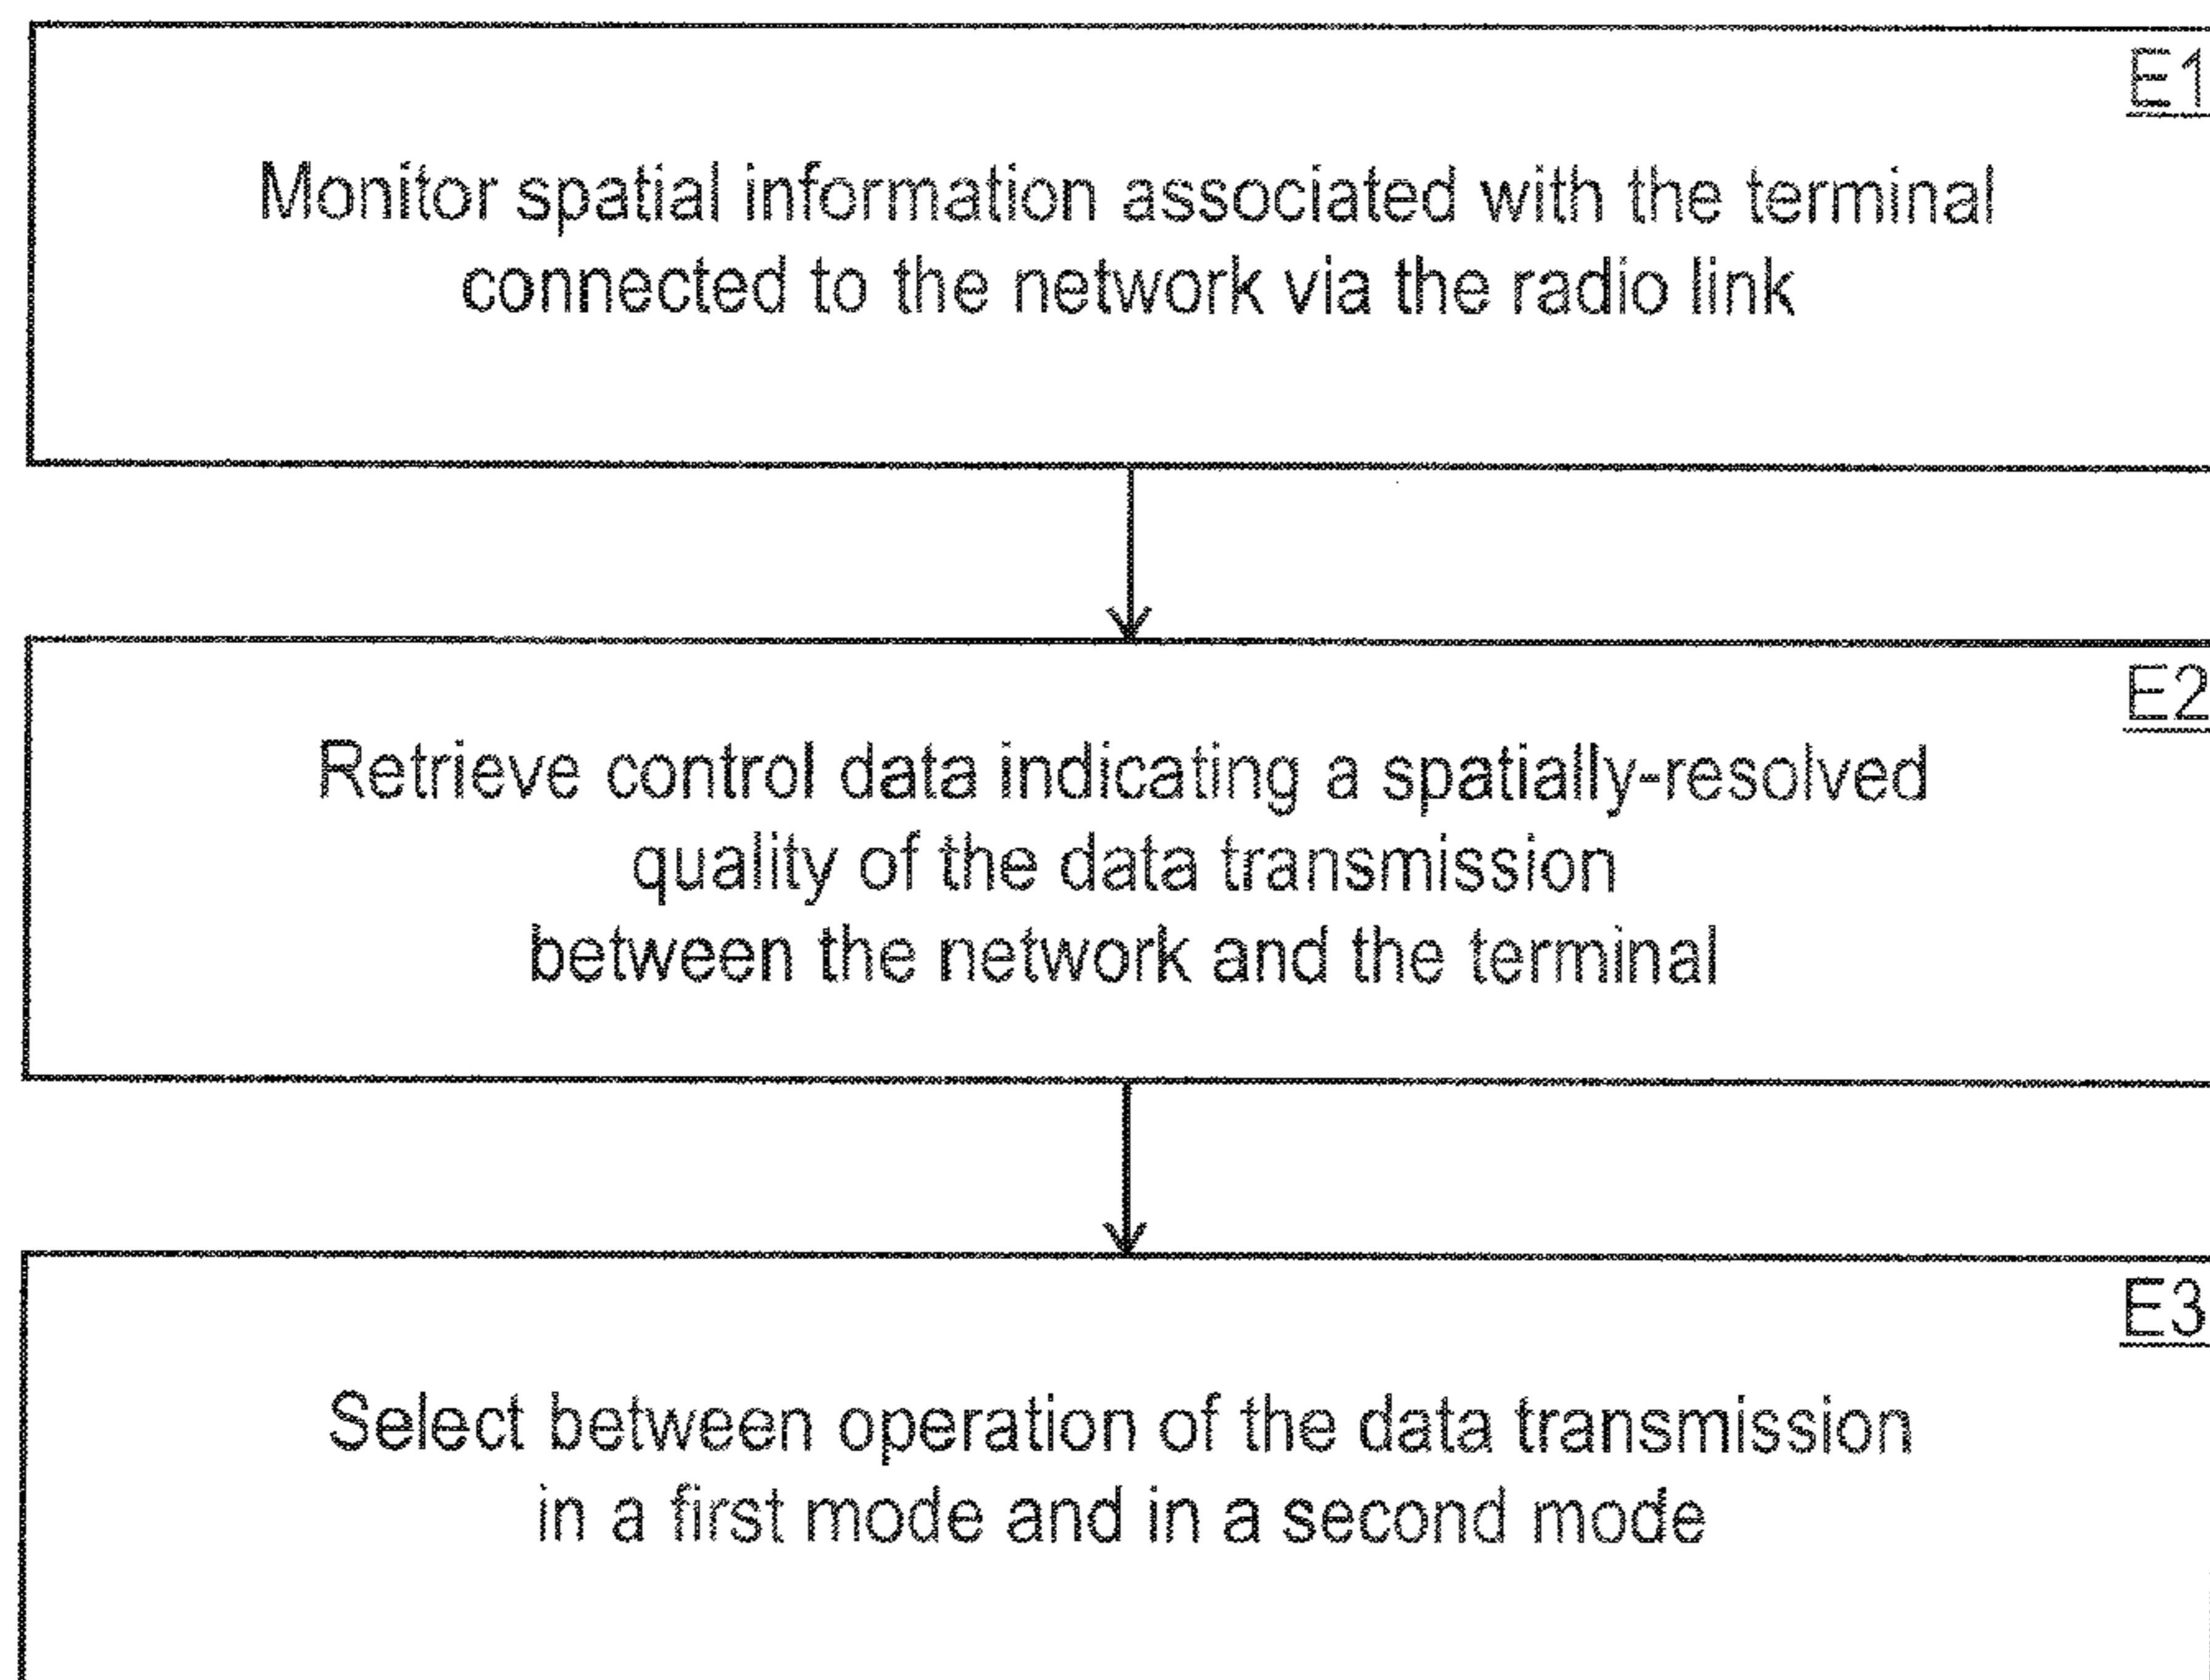 E1
Monitor spatial information associated with the terminal
connected to the network via the radio link
E2
Retrieve control data indicating a spatially-resolved
quality of the data transmission
between the network and the terminal
E3
Select between operation of the data transmission
in a first mode and in a second mode